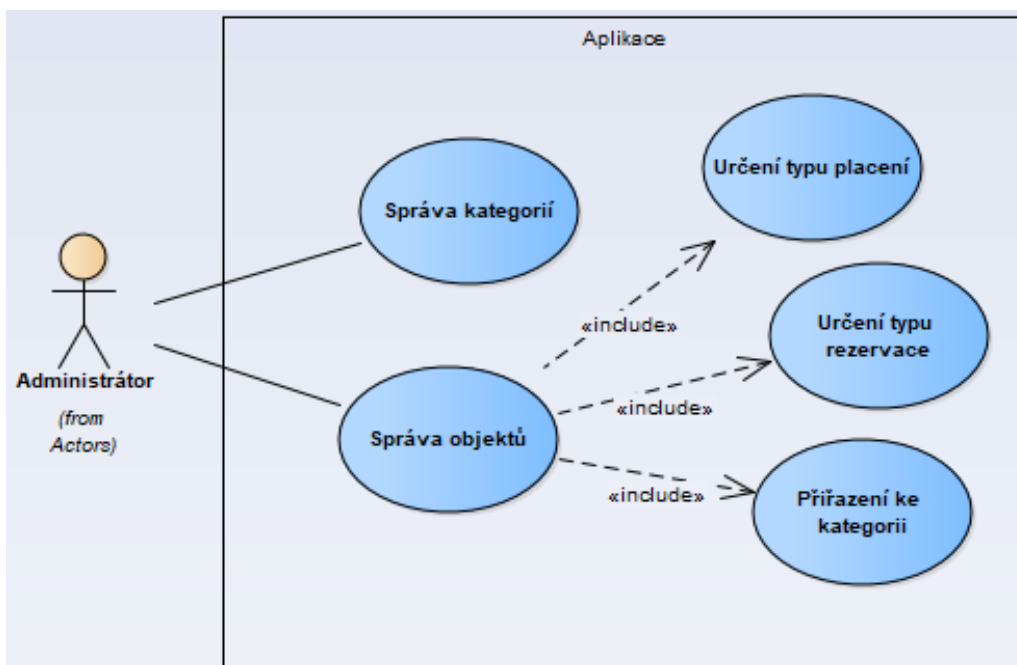 Aplikace
Určení typu placení
Správa kategorií
«include»
Určení typu
rezervace
Administrátor
(from
Actors)
«include»
Správa objektů
«include»
Přiřazení ke
kategorii